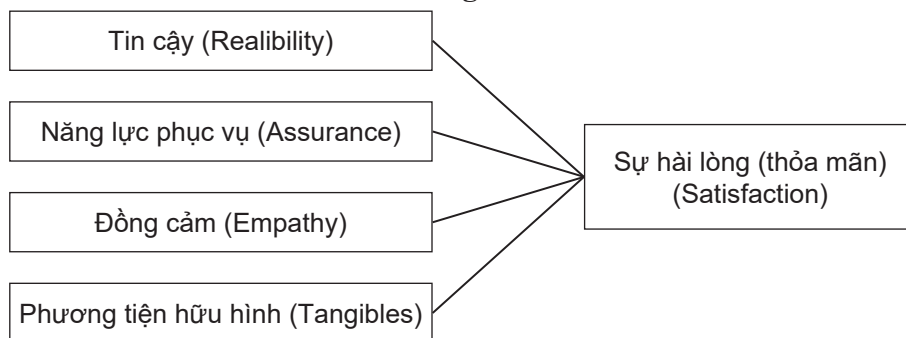 Tin cậy (Realibility)
Năng lực phục vụ (Assurance)
Đồng cảm (Empathy)
Phương tiện hữu hình (Tangibles)
Sự hài lòng (thỏa mãn)
(Satisfaction)